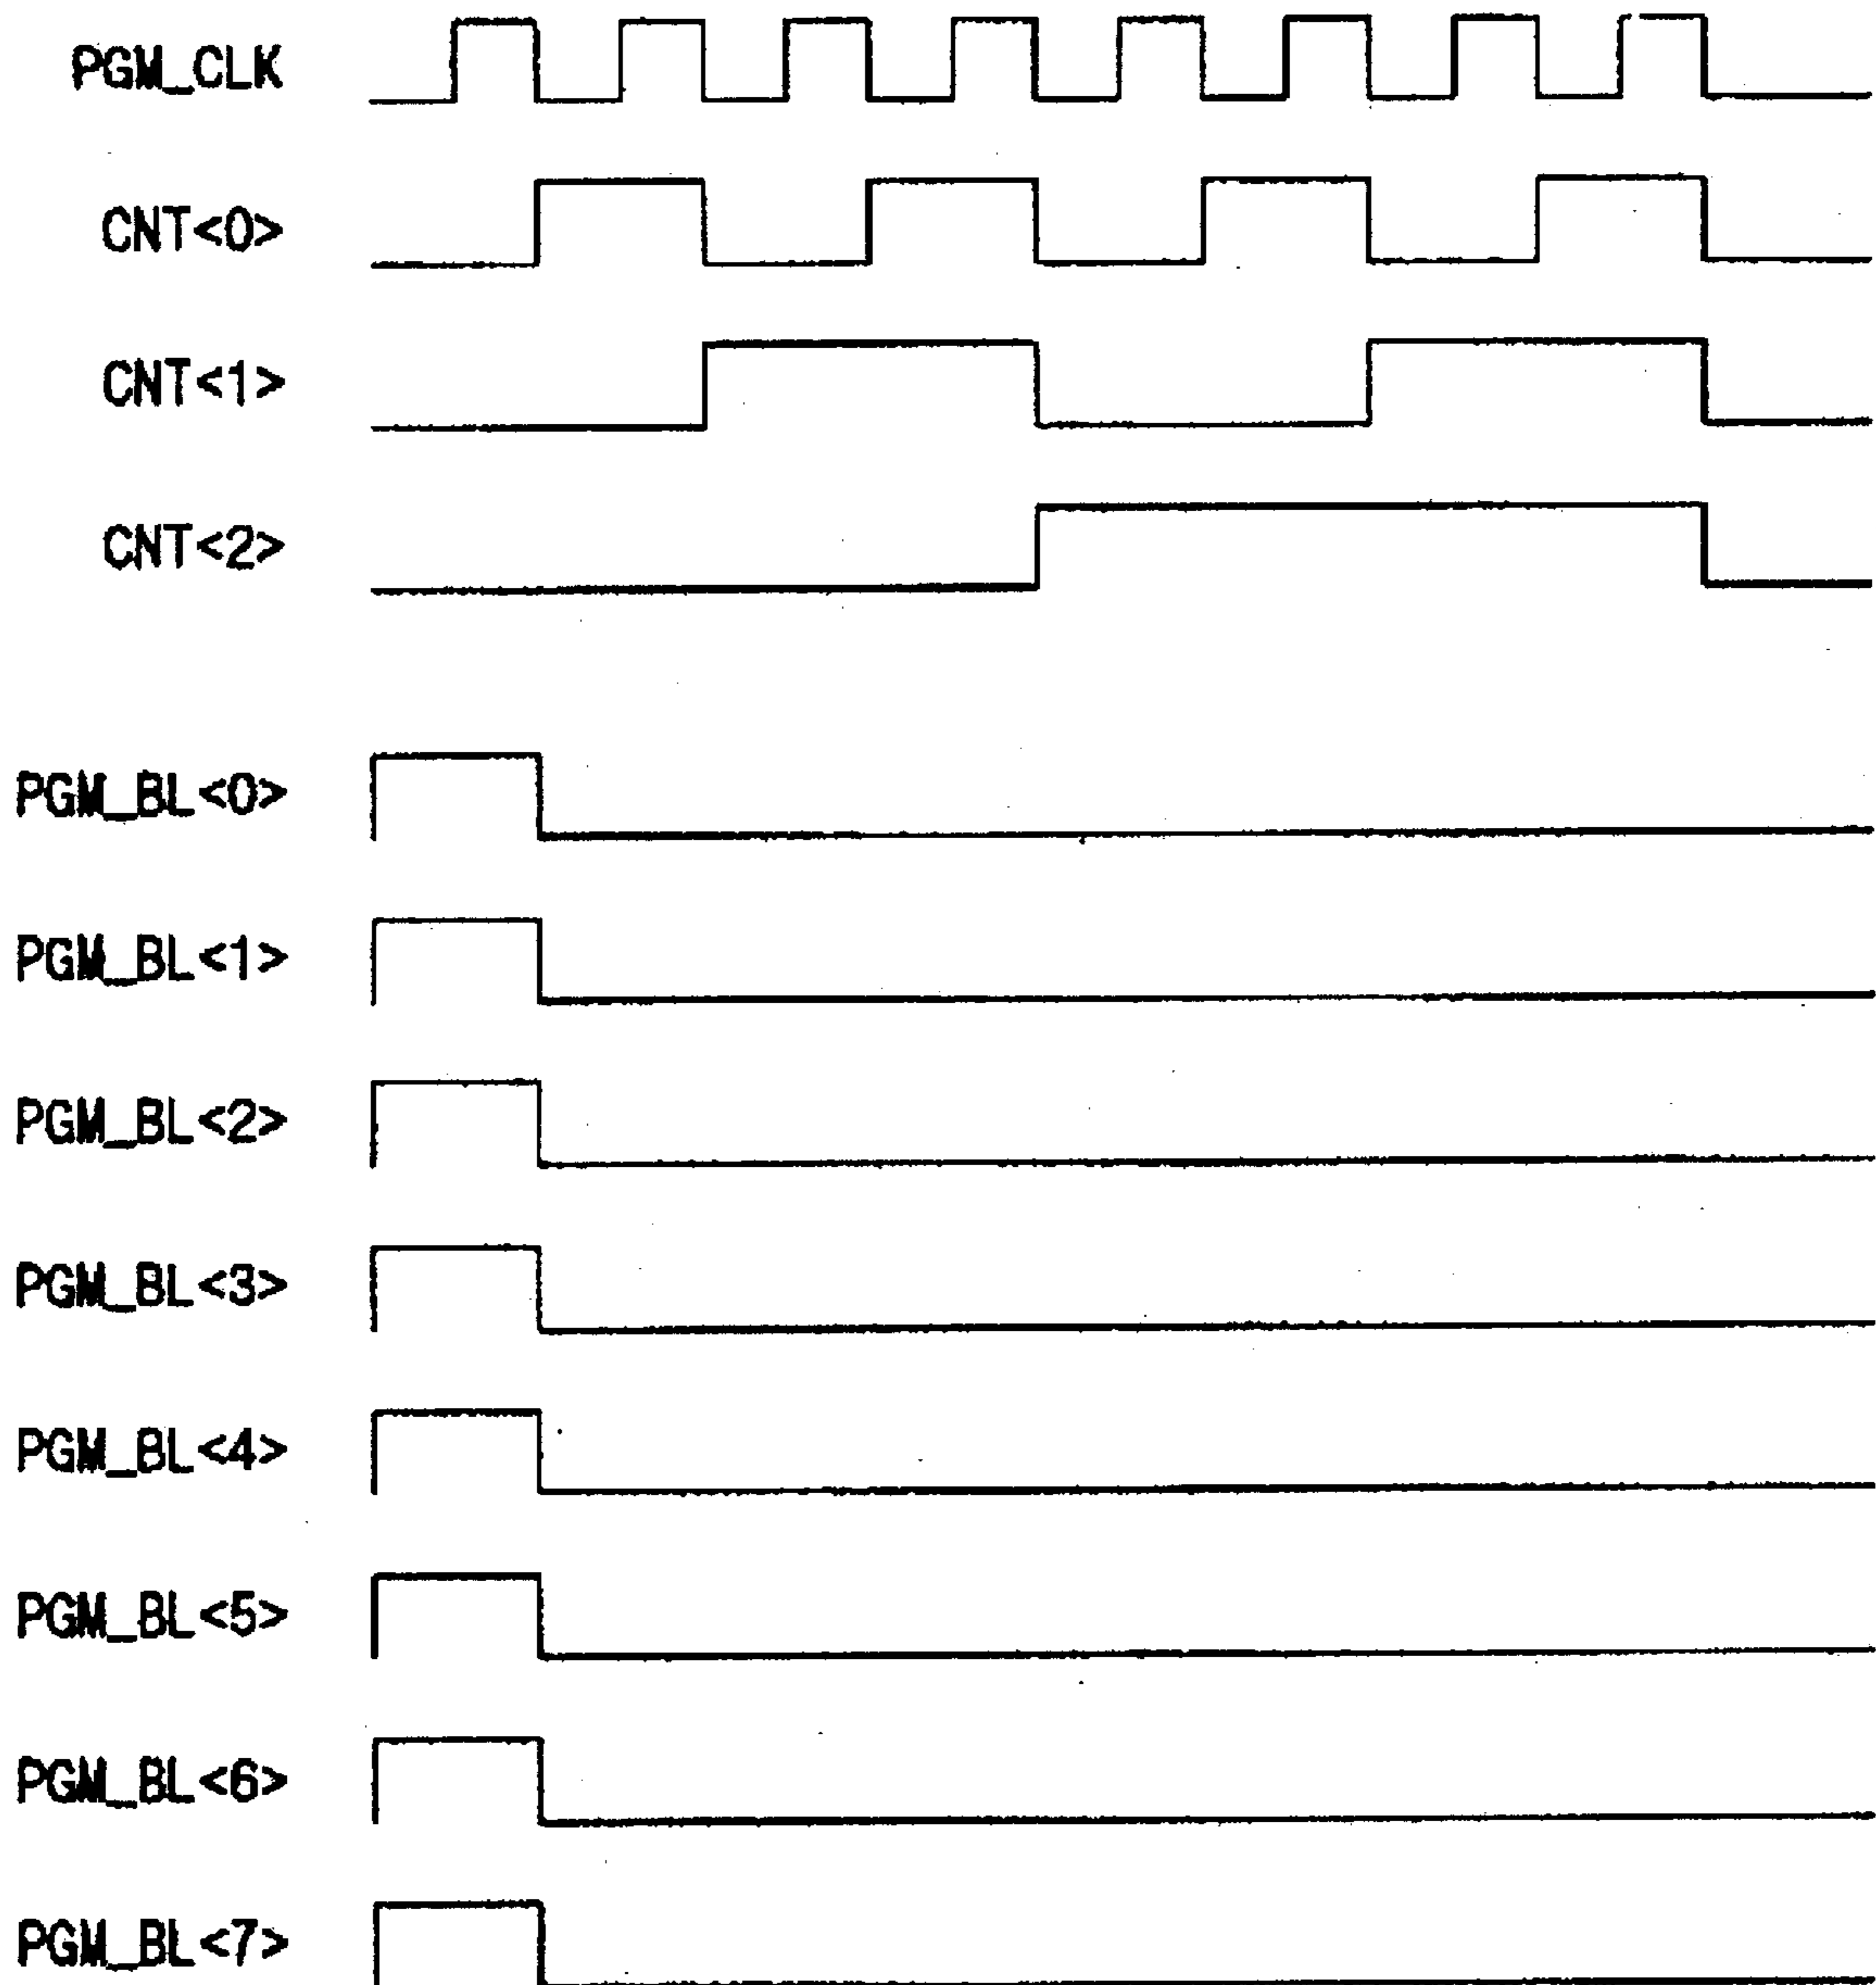 PGM_CLK
CNT<0>
CNT<1>
CNT<2>
PGM_BL<0>
PGM_BL<1>
PGM_BL<2>
PGM_BL<3>
PGM_BL<4>
PGM_BL<5>
PGM_BL<6>
PGM_BL<7>